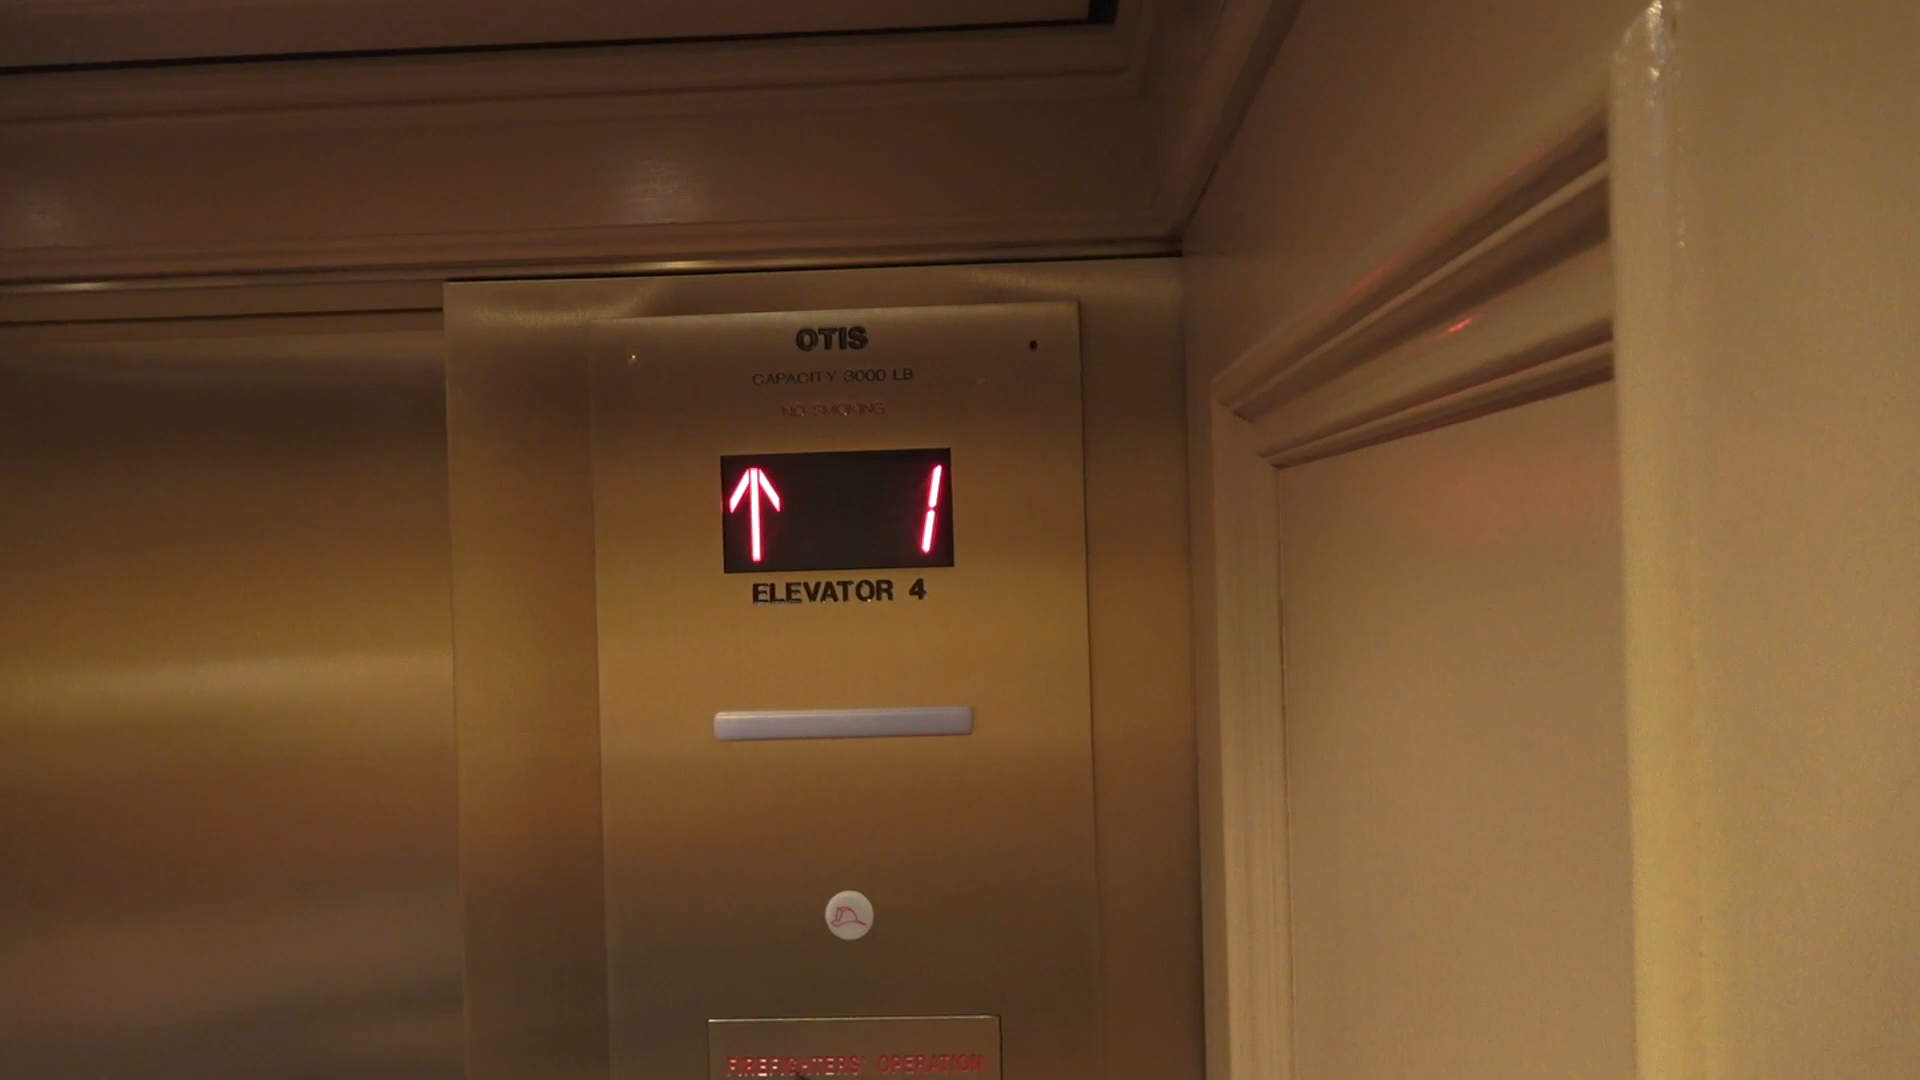 OTIS
CAPACITY 3000 LB
NO SMOKING
↑ 1
ELEVATOR 4
FIREFIGHTERS' OPERATION